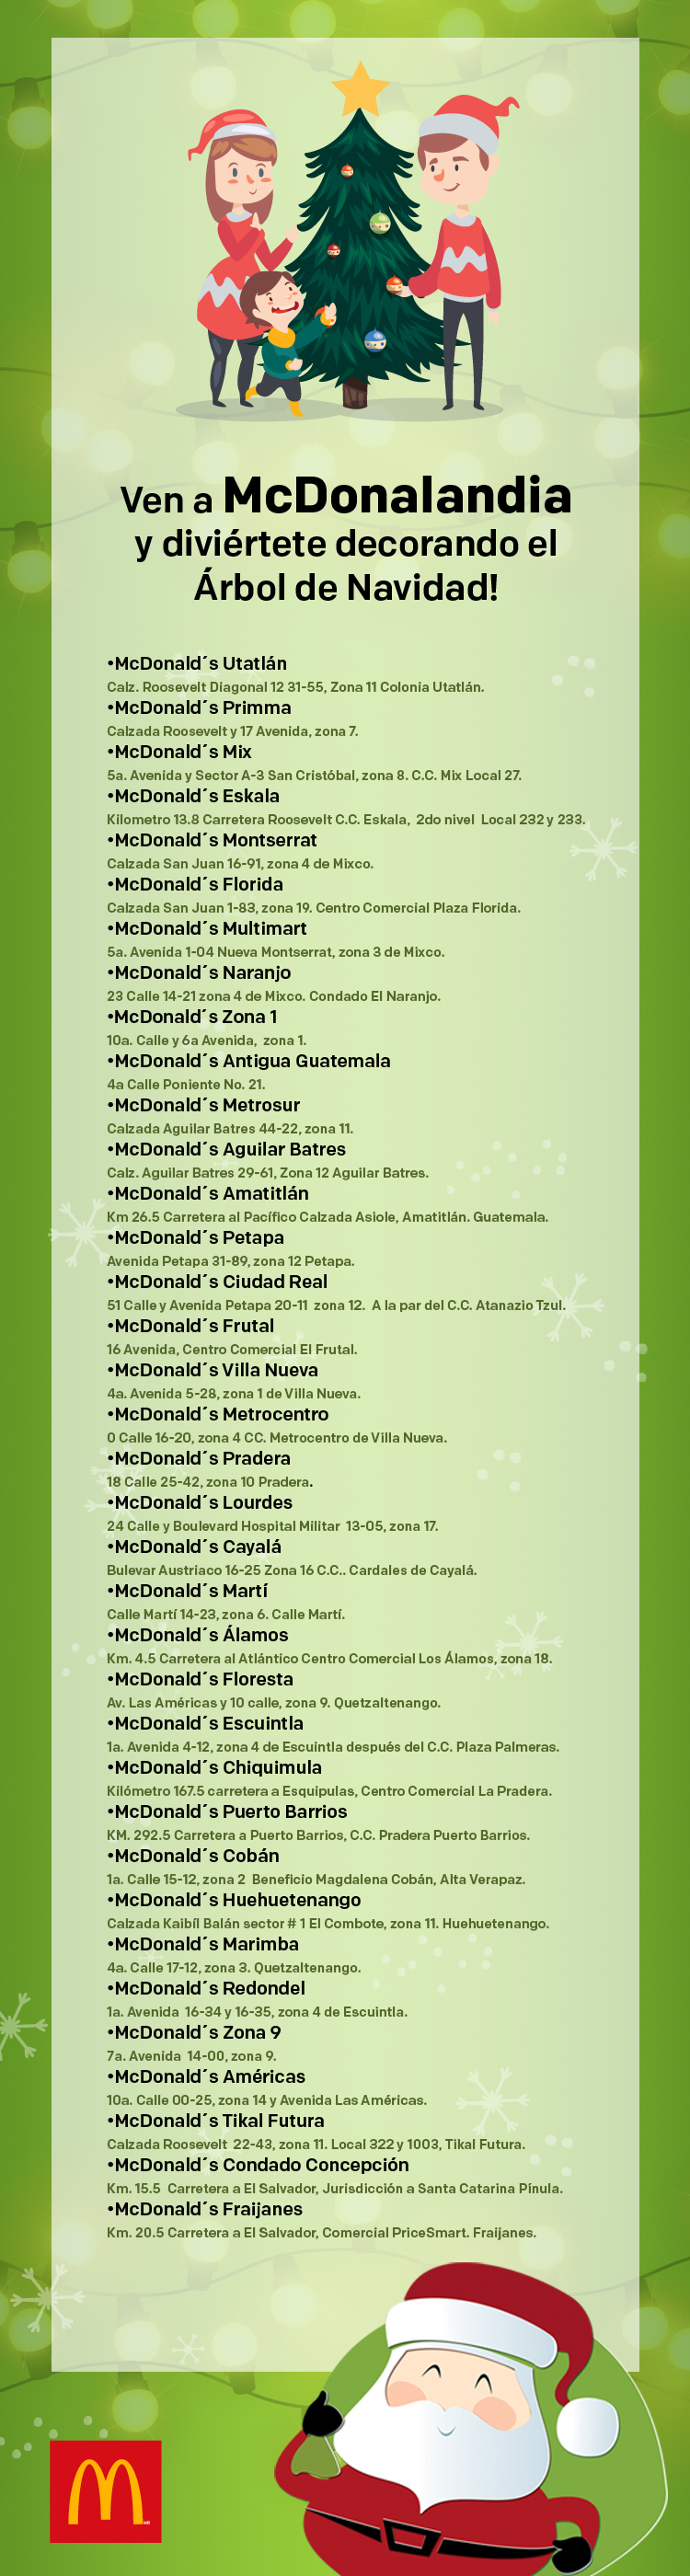 Ven a McDonalandia
y diviértete decorando el
Árbol de Navidad!
•McDonald´s Utatlán
Calz. Roosevelt Diagonal 12 31-55, Zona 11 Colonia Utatlán.
•McDonald´s Primma
Calzada Roosevelt y 17 Avenida, zona 7.
•McDonald´s Mix
5a. Avenida y Sector A-3 San Cristóbal, zona 8. C.C. Mix Local 27.
•McDonald´s Eskala
Kilometro 13.8 Carretera Roosevelt C.C. Eskala,  2do nivel  Local 232 y 233.
•McDonald´s Montserrat
Calzada San Juan 16-91, zona 4 de Mixco.
•McDonald´s Florida
Calzada San Juan 1-83, zona 19. Centro Comercial Plaza Florida.
•McDonald´s Multimart
5a. Avenida 1-04 Nueva Montserrat, zona 3 de Mixco.
•McDonald´s Naranjo
23 Calle 14-21 zona 4 de Mixco. Condado El Naranjo.
•McDonald´s Zona 1
10a. Calle y 6a Avenida,  zona 1.
•McDonald´s Antigua Guatemala
4a Calle Poniente No. 21.
•McDonald´s Metrosur
Calzada Aguilar Batres 44-22, zona 11.
•McDonald´s Aguilar Batres
Calz. Aguilar Batres 29-61, Zona 12 Aguilar Batres.
•McDonald´s Amatitlán
Km 26.5 Carretera al Pacífico Calzada Asiole, Amatitlán. Guatemala.
•McDonald´s Petapa
Avenida Petapa 31-89, zona 12 Petapa.
•McDonald´s Ciudad Real
51 Calle y Avenida Petapa 20-11  zona 12.  A la par del C.C. Atanazio Tzul.
•McDonald´s Frutal
16 Avenida, Centro Comercial El Frutal.
•McDonald´s Villa Nueva
4a. Avenida 5-28, zona 1 de Villa Nueva.
•McDonald´s Metrocentro
0 Calle 16-20, zona 4 CC. Metrocentro de Villa Nueva.
•McDonald´s Pradera
18 Calle 25-42, zona 10 Pradera.
•McDonald´s Lourdes
24 Calle y Boulevard Hospital Militar  13-05, zona 17.
•McDonald´s Cayalá
Bulevar Austriaco 16-25 Zona 16 C.C.. Cardales de Cayalá.
•McDonald´s Martí
Calle Martí 14-23, zona 6. Calle Martí.
•McDonald´s Álamos
Km. 4.5 Carretera al Atlántico Centro Comercial Los Álamos, zona 18.
•McDonald´s Floresta
Av. Las Américas y 10 calle, zona 9. Quetzaltenango.
•McDonald´s Escuintla
1a. Avenida 4-12, zona 4 de Escuintla después del C.C. Plaza Palmeras.
•McDonald´s Chiquimula
Kilómetro 167.5 carretera a Esquipulas, Centro Comercial La Pradera.
•McDonald´s Puerto Barrios
KM. 292.5 Carretera a Puerto Barrios, C.C. Pradera Puerto Barrios.
•McDonald´s Cobán
1a. Calle 15-12, zona 2  Beneficio Magdalena Cobán, Alta Verapaz.
•McDonald´s Huehuetenango
Calzada Kaibíl Balán sector # 1 El Combote, zona 11. Huehuetenango.
•McDonald´s Marimba
4a. Calle 17-12, zona 3. Quetzaltenango.
•McDonald´s Redondel
1a. Avenida  16-34 y 16-35, zona 4 de Escuintla.
•McDonald´s Zona 9
7a. Avenida  14-00, zona 9.
•McDonald´s Américas
10a. Calle 00-25, zona 14 y Avenida Las Américas.
•McDonald´s Tikal Futura
Calzada Roosevelt  22-43, zona 11. Local 322 y 1003, Tikal Futura.
•McDonald´s Condado Concepción
Km. 15.5  Carretera a El Salvador, Jurisdicción a Santa Catarina Pínula.
•McDonald´s Fraijanes
Km. 20.5 Carretera a El Salvador, Comercial PriceSmart. Fraijanes.